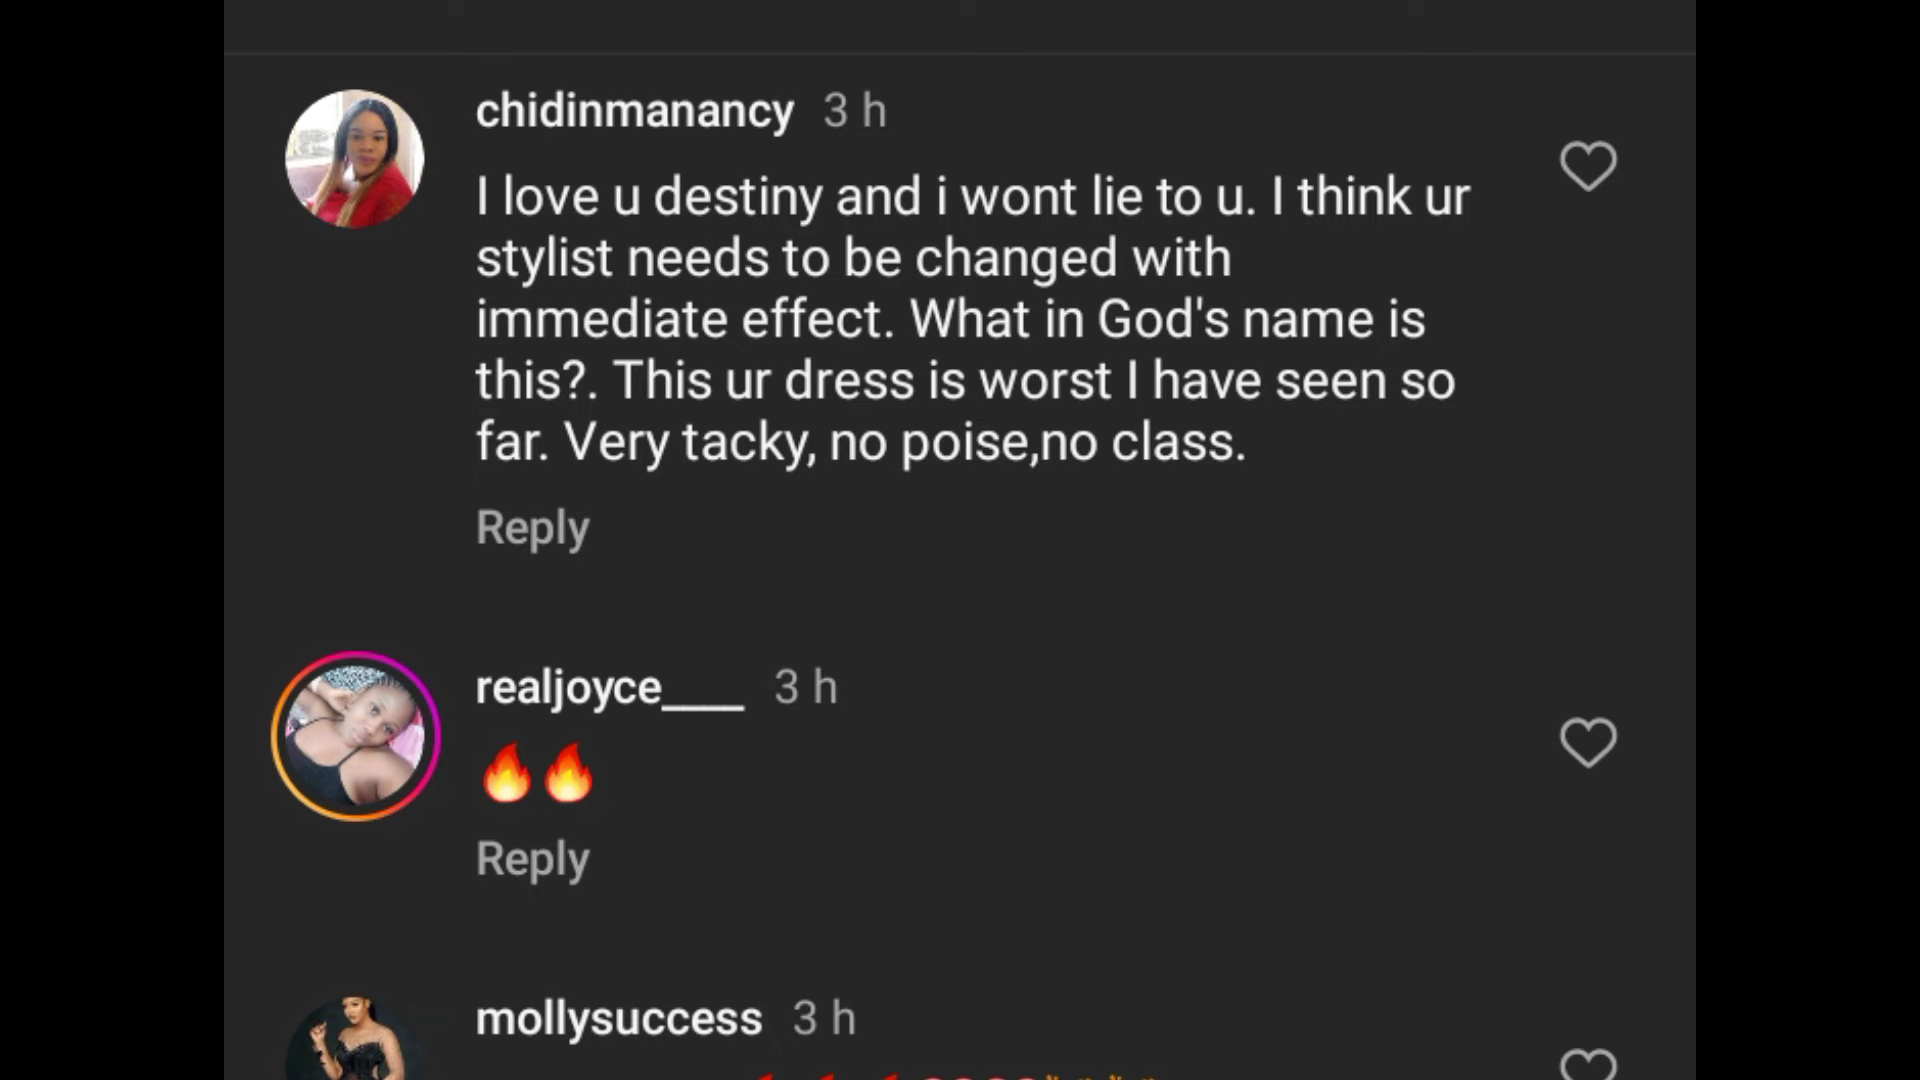 chidinmanancy 3 h
I love u destiny and i wont lie to u. I think ur
stylist needs to be changed with
immediate effect. What in God's name is
this?. This ur dress is worst I have seen so
far. Very tacky, no poise,no class.
Reply
realjoyce____ 3 h
🔥🔥
Reply
mollysuccess 3 h